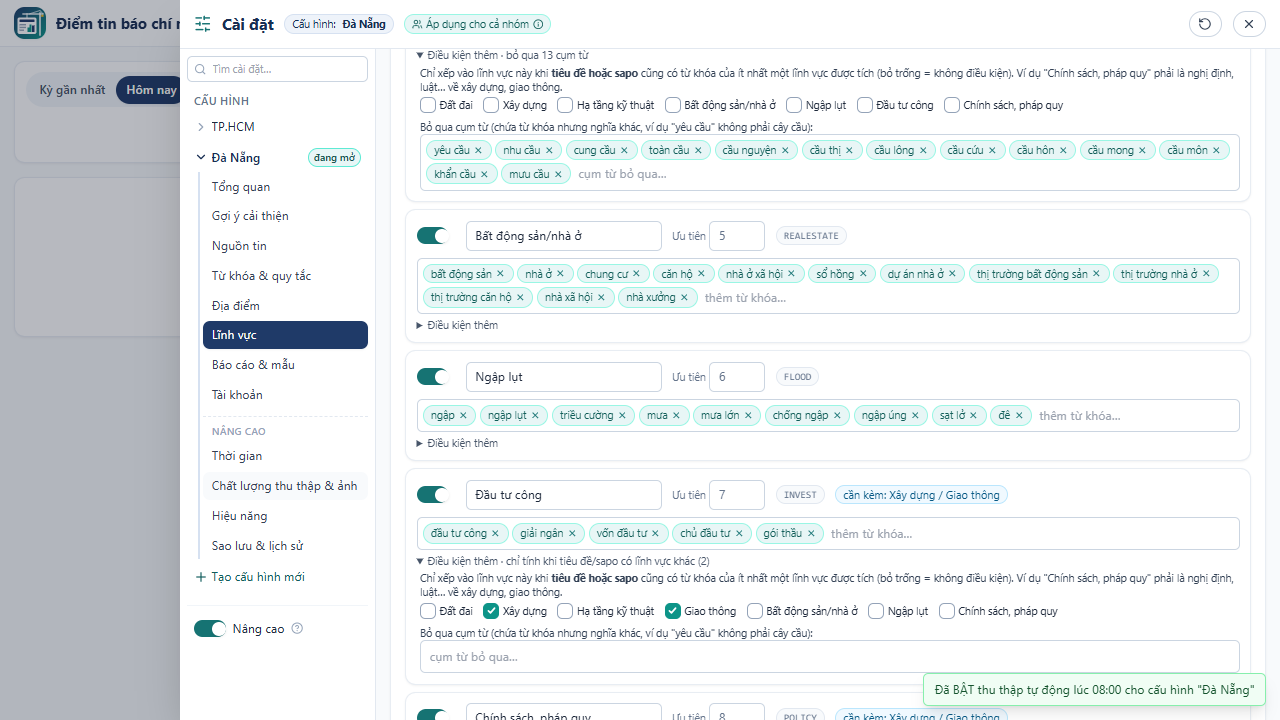 Điểm tin báo chí
Cài đặt
Cấu hình: Đà Nẵng
Áp dụng cho cả nhóm
Kỳ gần nhất
Hôm nay
Tìm cài đặt...
CẤU HÌNH
TP.HCM
Đà Nẵng
đang mở
Tổng quan
Gợi ý cải thiện
Nguồn tin
Từ khóa & quy tắc
Địa điểm
Lĩnh vực
Báo cáo & mẫu
Tài khoản
NÂNG CAO
Thời gian
Chất lượng thu thập & ảnh
Hiệu năng
Sao lưu & lịch sử
+ Tạo cấu hình mới
Nâng cao
▼ Điều kiện thêm · bỏ qua 13 cụm từ
Chỉ xếp vào lĩnh vực này khi tiêu đề hoặc sapo cũng có từ khóa của ít nhất một lĩnh vực được tích (bỏ trống = không điều kiện). Ví dụ "Chính sách, pháp quy" phải là nghị định,
luật... về xây dựng, giao thông.
Đất đai Xây dựng Hạ tầng kỹ thuật Bất động sản/nhà ở Ngập lụt Đầu tư công Chính sách, pháp quy
Bỏ qua cụm từ (chứa từ khóa nhưng nghĩa khác, ví dụ "yêu cầu" không phải cây cầu):
yêu cầu × nhu cầu × cung cầu × toàn cầu × cầu nguyện × cầu thị × cầu lông × cầu cứu × cầu hôn × cầu mong × cầu môn ×
khẩn cầu × mưu cầu × cụm từ bỏ qua...
Bất động sản/nhà ở Ưu tiên 5 REALESTATE
bất động sản × nhà ở × chung cư × căn hộ × nhà ở xã hội × sổ hồng × dự án nhà ở × thị trường bất động sản × thị trường nhà ở ×
thị trường căn hộ × nhà xã hội × nhà xưởng × thêm từ khóa...
▶ Điều kiện thêm
Ngập lụt Ưu tiên 6 FLOOD
ngập × ngập lụt × triều cường × mưa × mưa lớn × chống ngập × ngập úng × sạt lở × đê × thêm từ khóa...
▶ Điều kiện thêm
Đầu tư công Ưu tiên 7 INVEST cần kèm: Xây dựng / Giao thông
đầu tư công × giải ngân × vốn đầu tư × chủ đầu tư × gói thầu × thêm từ khóa...
▼ Điều kiện thêm · chỉ tính khi tiêu đề/sapo có lĩnh vực khác (2)
Chỉ xếp vào lĩnh vực này khi tiêu đề hoặc sapo cũng có từ khóa của ít nhất một lĩnh vực được tích (bỏ trống = không điều kiện). Ví dụ "Chính sách, pháp quy" phải là nghị định,
luật... về xây dựng, giao thông.
Đất đai Xây dựng Hạ tầng kỹ thuật Giao thông Bất động sản/nhà ở Ngập lụt Chính sách, pháp quy
Bỏ qua cụm từ (chứa từ khóa nhưng nghĩa khác, ví dụ "yêu cầu" không phải cây cầu):
cụm từ bỏ qua...
Chính sách, pháp quy Ưu tiên 8 POLICY cần kèm: Xây dựng / Giao thông
Đã BẬT thu thập tự động lúc 08:00 cho cấu hình "Đà Nẵng"